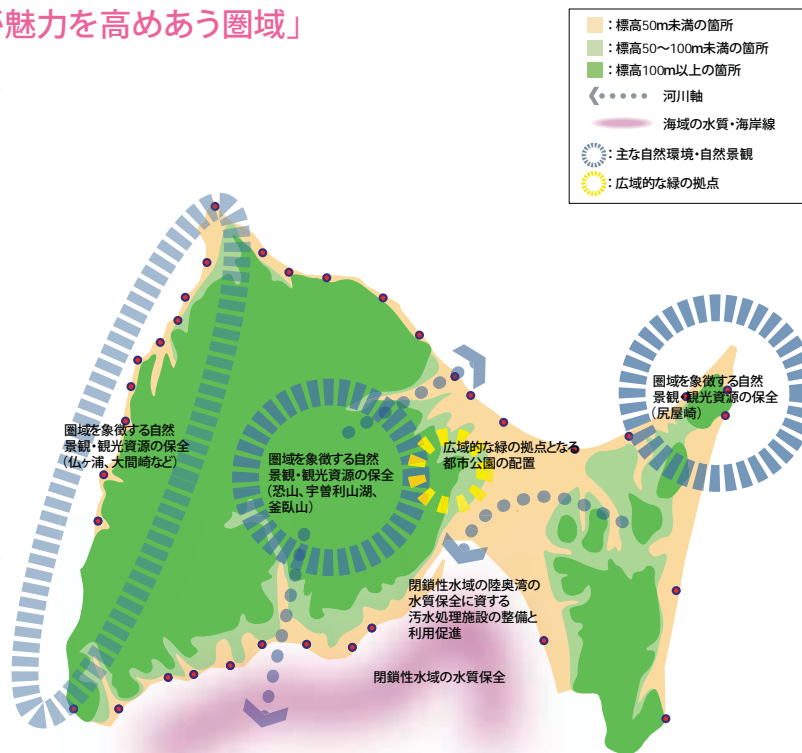 が魅力を高めあう圏域」
：標高50m未満の箇所
：標高50〜100m未満の箇所
：標高100m以上の箇所
河川軸
海域の水質・海岸線
：主な自然環境・自然景観
：広域的な緑の拠点
圏域を象徴する自然
景観・観光資源の保全
（尻屋崎）
圏域を象徴する自然
景観・観光資源の保全
（仏ヶ浦、大間崎など）
圏域を象徴する自然
景観・観光資源の保全
（恐山、宇曽利山湖、
釜臥山）
広域的な緑の拠点となる
都市公園の配置
閉鎖性水域の陸奥湾の
水質保全に資する
汚水処理施設の整備と
利用促進
閉鎖性水域の水質保全